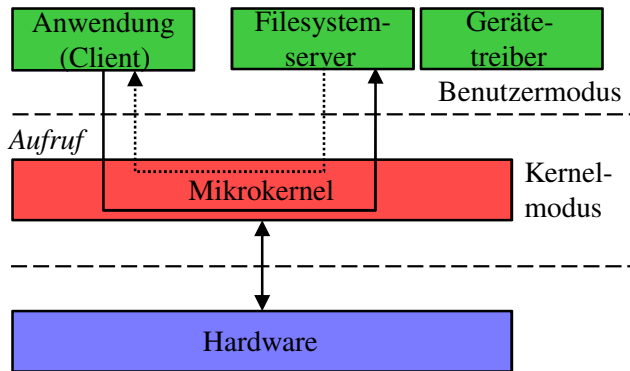 Anwendung
(Client)
Filesystem-
server
Geräte-
treiber
Benutzermodus
Aufruf
Mikrokernel
Kernel-
modus
Hardware